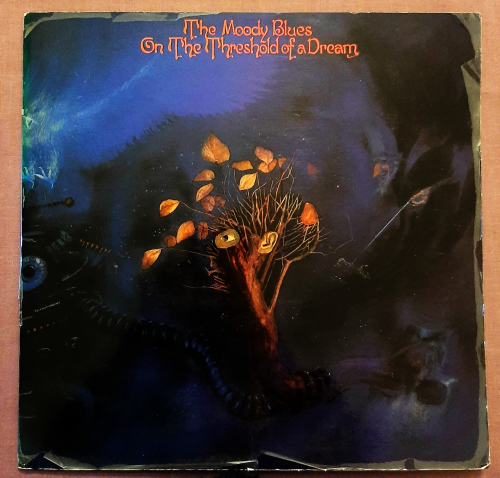 The Moody Blues
On The Threshold of a Dream